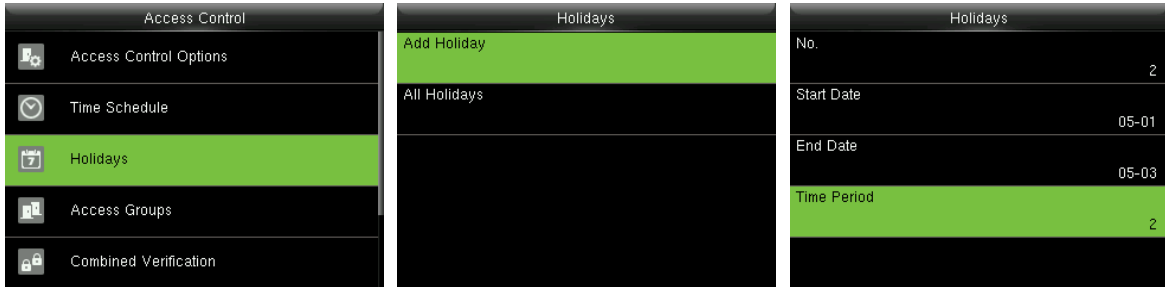 Access Control
Access Control Options
Time Schedule
7
Holidays
Access Groups
Combined Verification
Holidays
Add Holiday
All Holidays
Holidays
No.
2
Start Date
05-01
End Date
05-03
Time Period
2